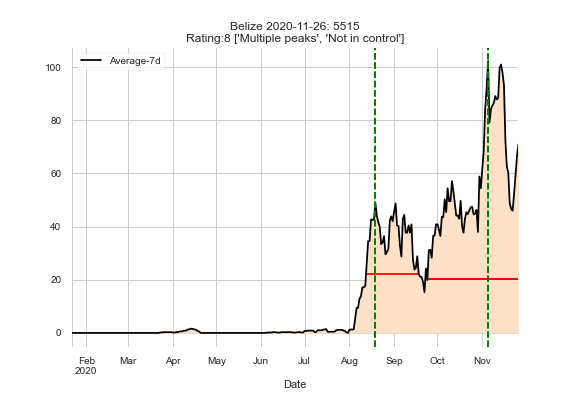 Belize 2020-11-26: 5515
Rating:8 ['Multiple peaks', 'Not in control']
Average-7d
100
80
60
40
20
0
Feb Mar Apr May Jun Jul Aug Sep Oct Nov
2020
Date